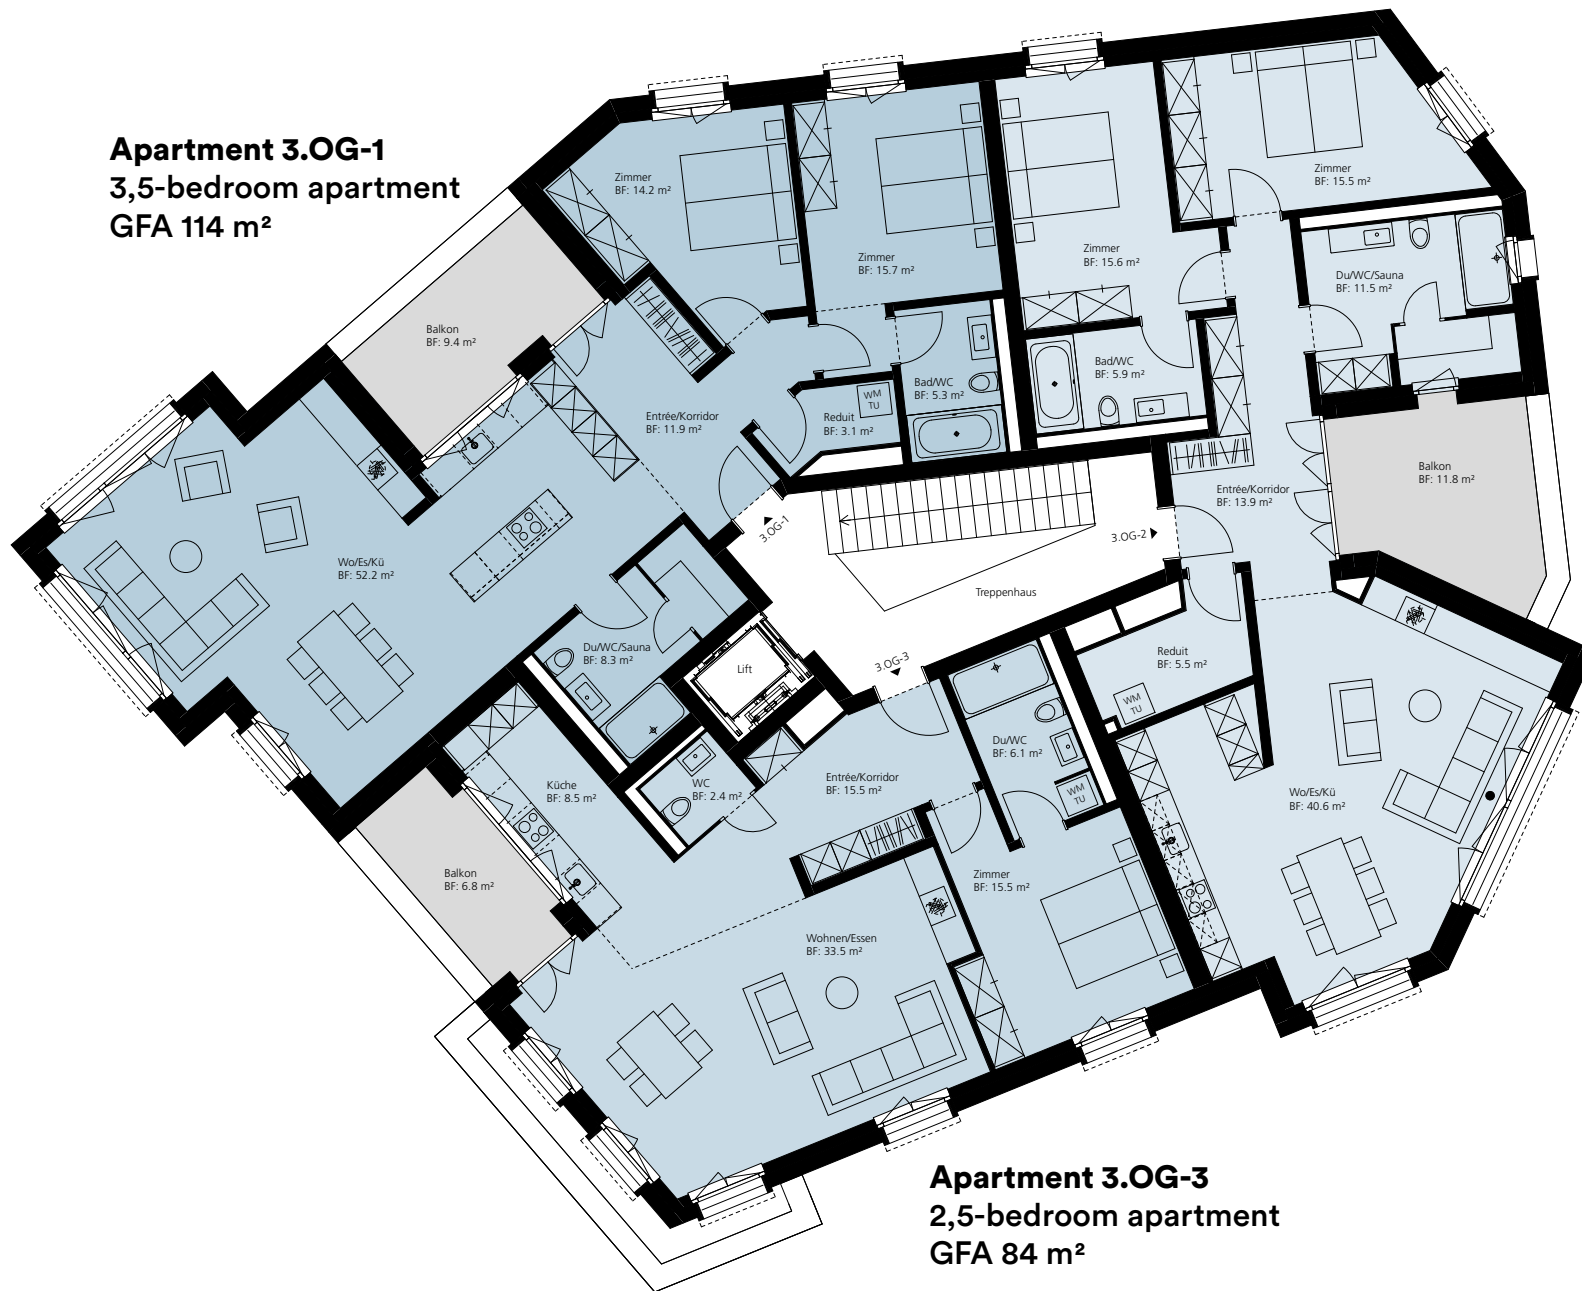 Apartment 3.OG-1
3,5-bedroom apartment
GFA 114 m²
Zimmer
BF: 14.2 m²
Zimmer
BF: 15.7 m²
Zimmer
BF: 15.6 m²
Zimmer
BF: 15.5 m²
Du/WC/Sauna
BF: 11.5 m²
Balkon
BF: 9.4 m²
Bad/WC
BF: 5.9 m²
Bad/WC
BF: 5.3 m²
Entrée/Korridor
BF: 11.9 m²
Reduit
BF: 3.1 m²
WM
TU
Balkon
BF: 11.8 m²
Entrée/Korridor
BF: 13.9 m²
3.OG-1
3.OG-2
Wo/Es/Kü
BF: 52.2 m²
Treppenhaus
Du/WC/Sauna
BF: 8.3 m²
Lift
3.OG-3
Reduit
BF: 5.5 m²
WM
TU
Du/WC
BF: 6.1 m²
WM
TU
Küche
BF: 8.5 m²
WC
BF: 2.4 m²
Entrée/Korridor
BF: 15.5 m²
Wo/Es/Kü
BF: 40.6 m²
Balkon
BF: 6.8 m²
Zimmer
BF: 15.5 m²
Wohnen/Essen
BF: 33.5 m²
Apartment 3.OG-3
2,5-bedroom apartment
GFA 84 m²